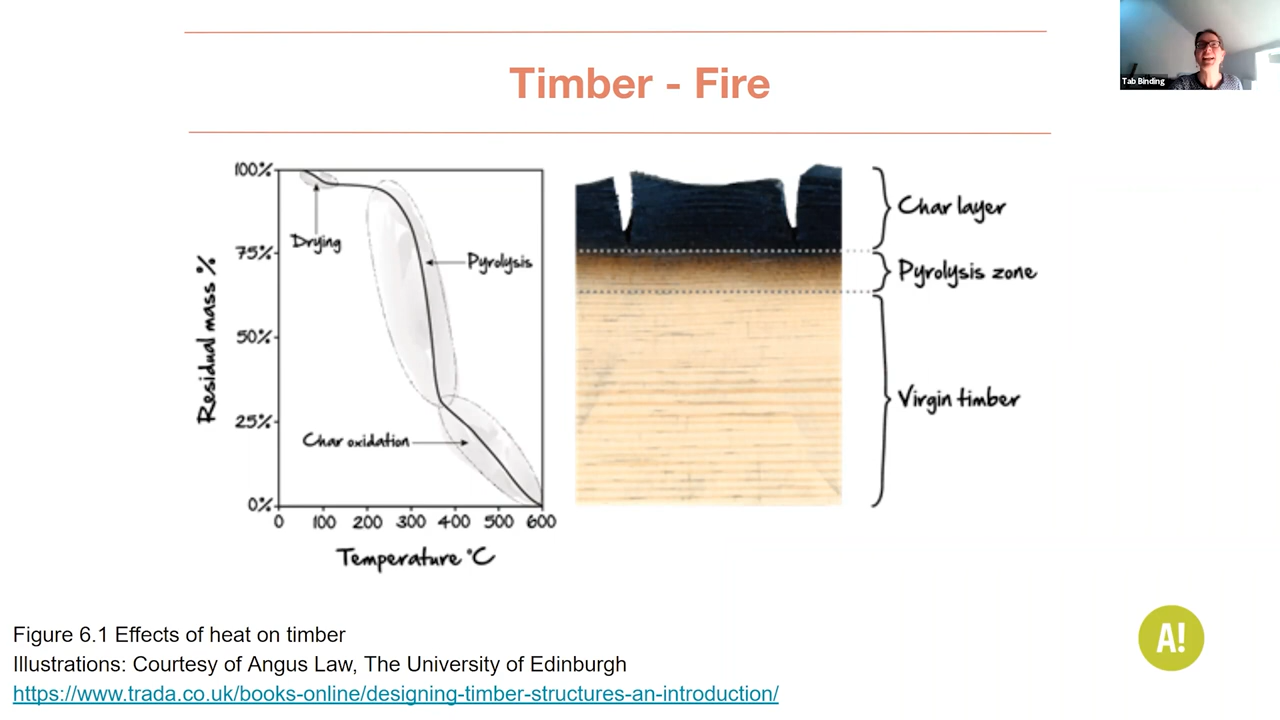 Timber - Fire
Tab Binding
100%
75%
50%
25%
0%
Residual mass %
Drying
Pyrolysis
Char oxidation
0 100 200 300 400 500 600
Temperature °C
Char layer
Pyrolysis zone
Virgin timber
Figure 6.1 Effects of heat on timber
Illustrations: Courtesy of Angus Law, The University of Edinburgh
https://www.trada.co.uk/books-online/designing-timber-structures-an-introduction/
A!